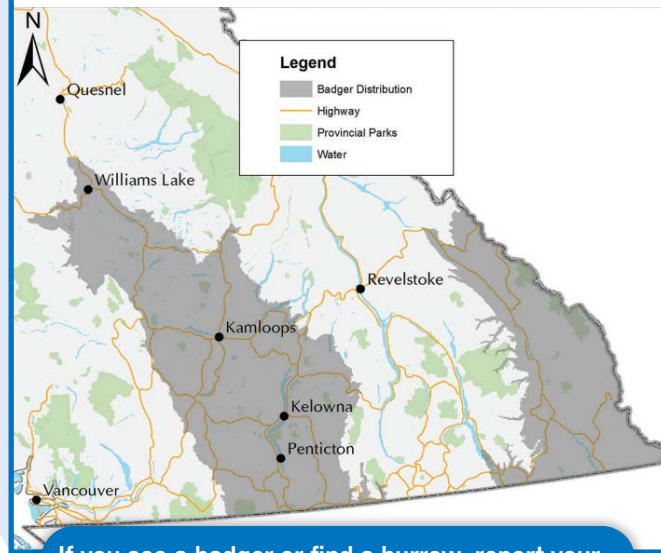 N
Legend
Badger Distribution
Highway
Provincial Parks
Water
Quesnel
Williams Lake
Revelstoke
Kamloops
Kelowna
Penticton
Vancouver
If you see a badger or find a burrow, report your